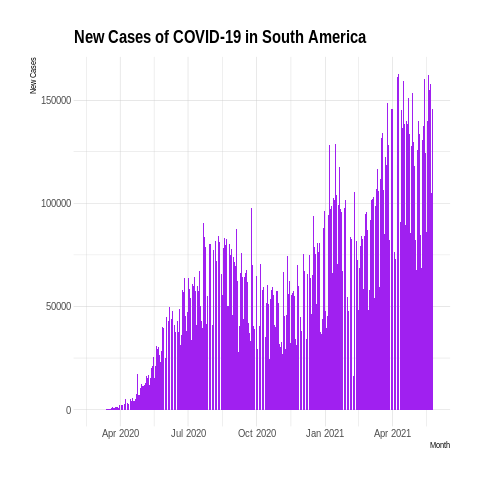 New Cases of COVID-19 in South America
New Cases
150000
100000
50000
0
Apr 2020 Jul 2020 Oct 2020 Jan 2021 Apr 2021
Month